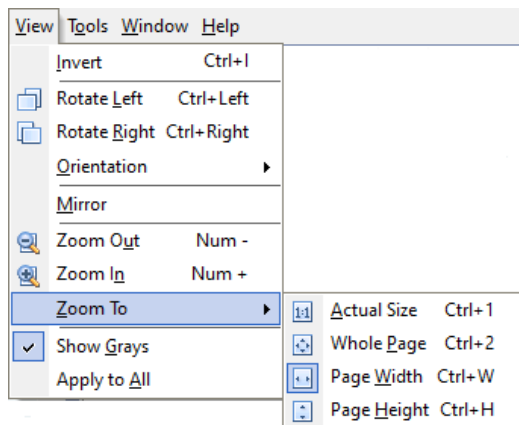 View Tools Window Help
Invert Ctrl+I
Rotate Left Ctrl+Left
Rotate Right Ctrl+Right
Orientation
Mirror
Zoom Out Num -
Zoom In Num +
Zoom To
1:1 Actual Size Ctrl+1
Show Grays
Whole Page Ctrl+2
Apply to All
Page Width Ctrl+W
Page Height Ctrl+H